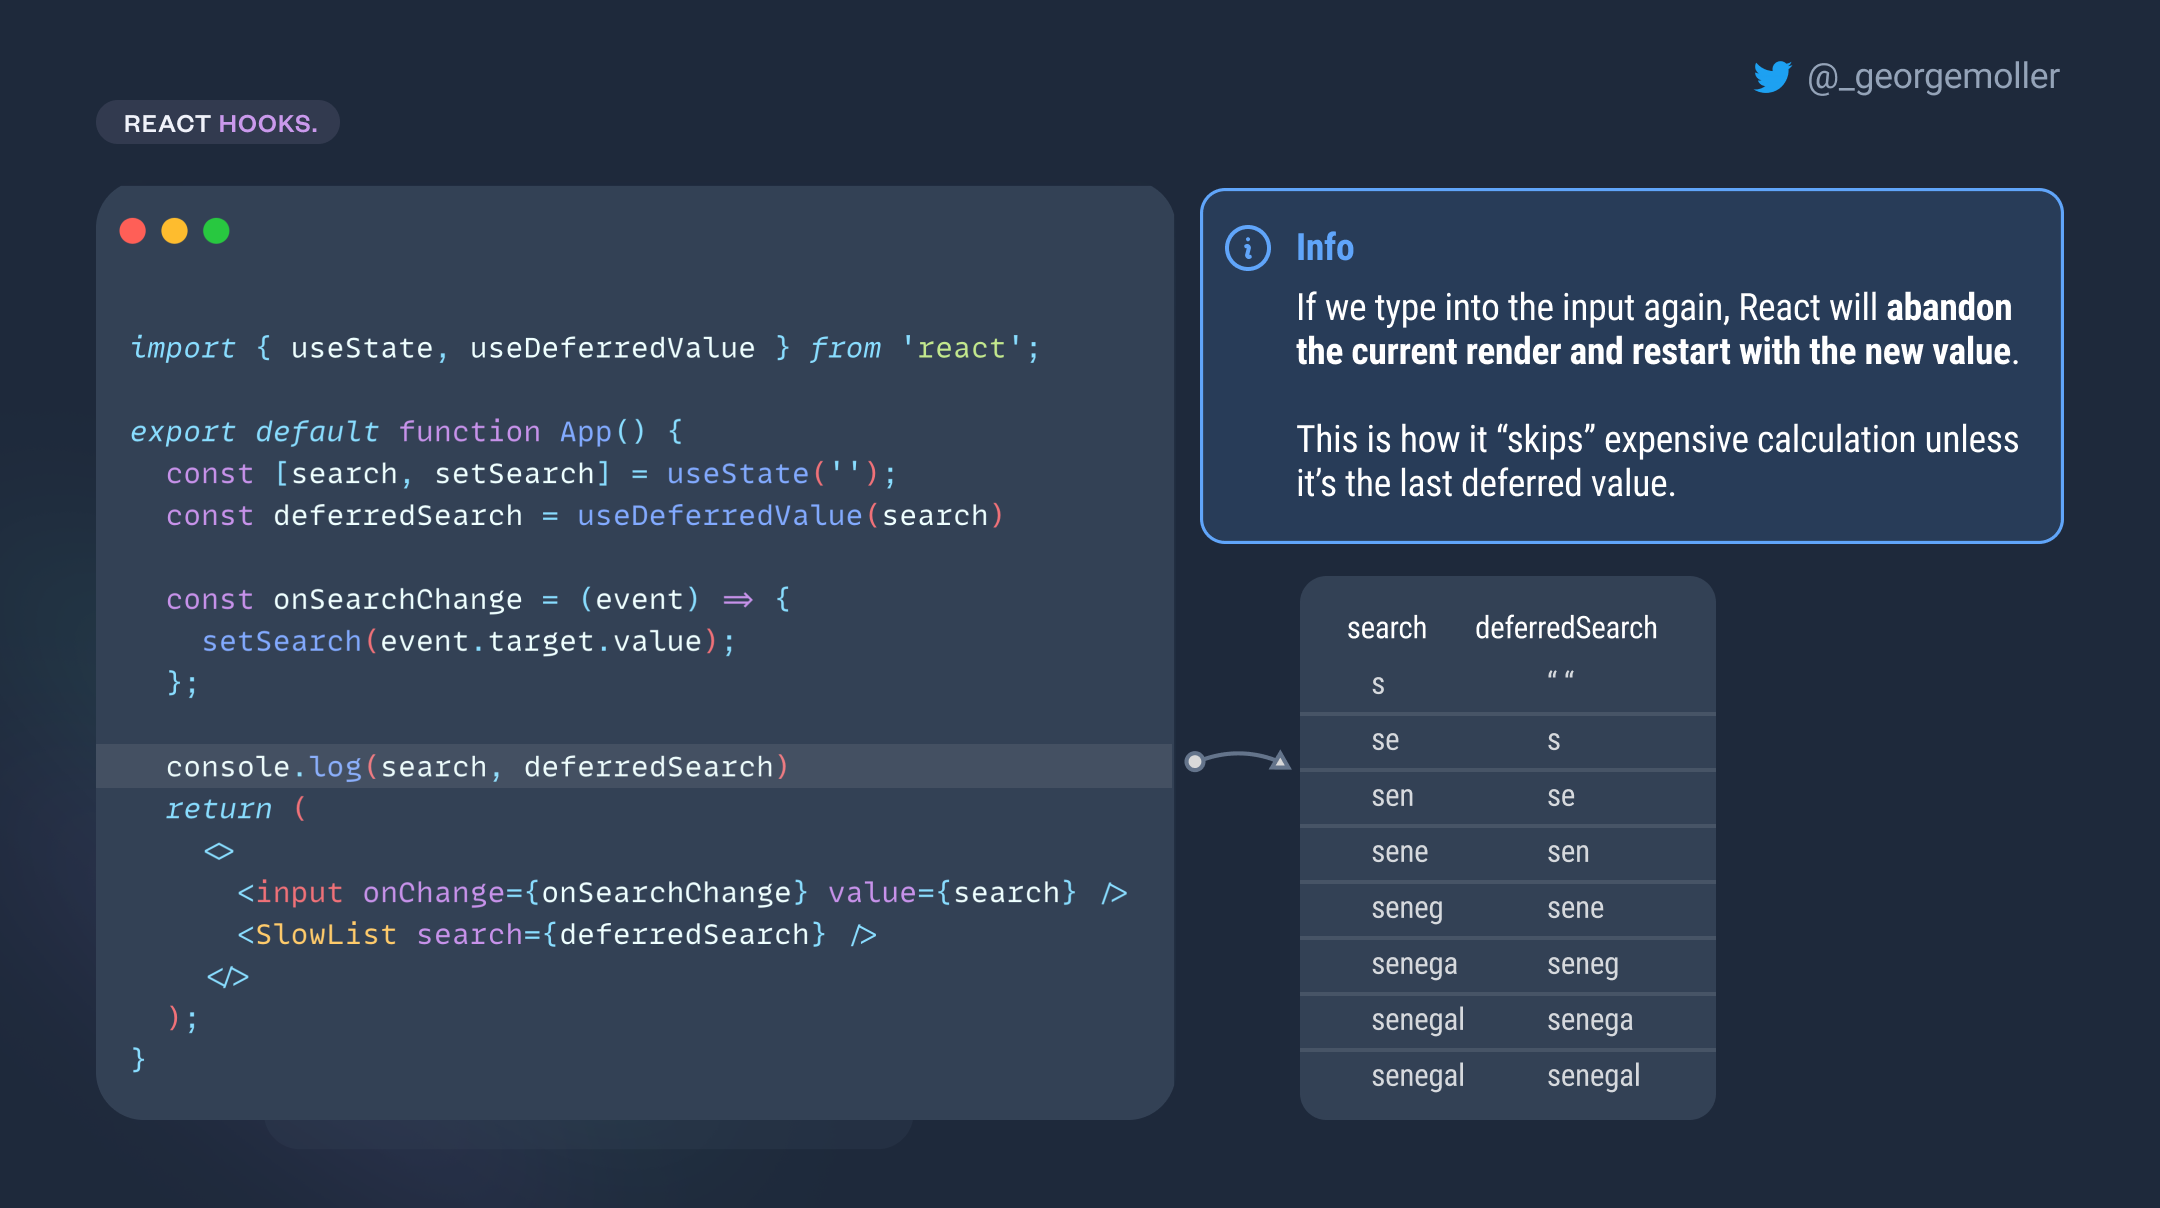 @_georgemoller
REACT HOOKS.
import { useState, useDeferredValue } from 'react';
export default function App() {
const [search, setSearch] = useState('');
const deferredSearch = useDeferredValue(search)
const onSearchChange = (event) => {
setSearch(event.target.value);
};
console.log(search, deferredSearch)
return (
<>
<input onChange={onSearchChange} value={search} />
<SlowList search={deferredSearch} />
</>
);
}
Info
If we type into the input again, React will abandon
the current render and restart with the new value.
This is how it “skips” expensive calculation unless
it’s the last deferred value.
search deferredSearch
s “ “
se s
sen se
sene sen
seneg sene
senega seneg
senegal senega
senegal senegal